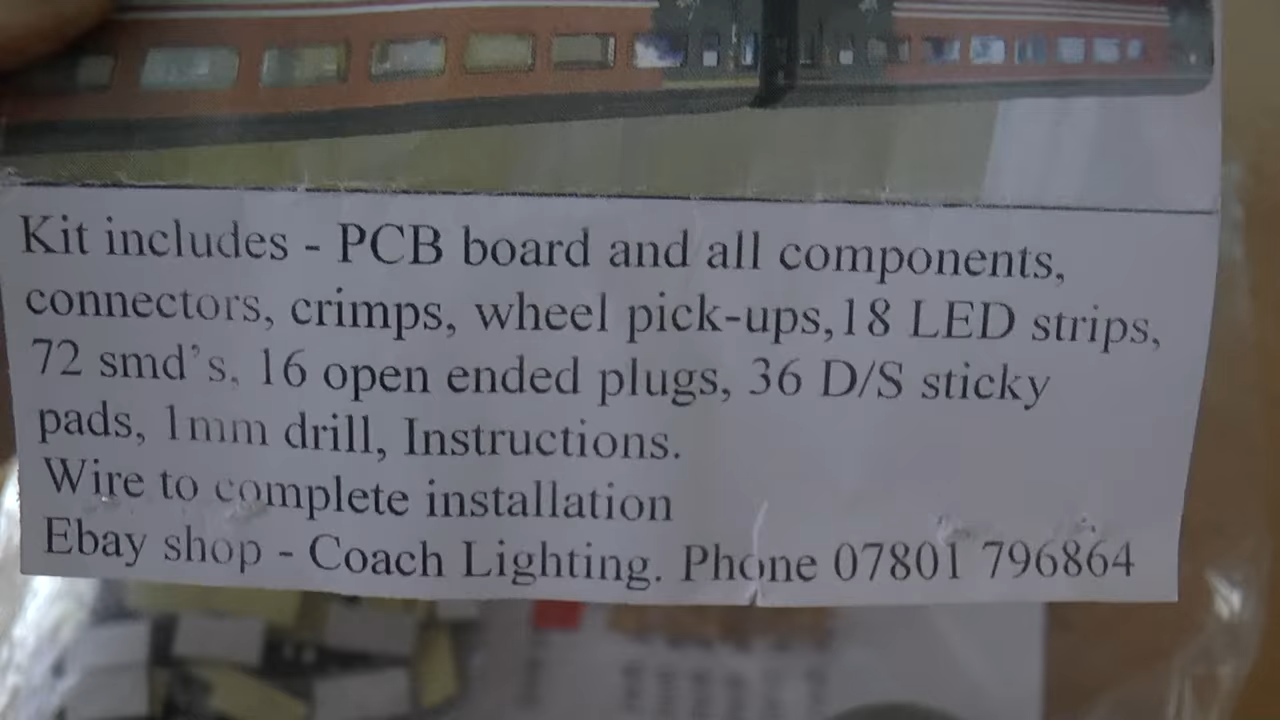 Kit includes - PCB board and all components,
connectors, crimps, wheel pick-ups,18 LED strips,
72 smd's, 16 open ended plugs, 36 D/S sticky
pads, 1mm drill, Instructions.
Wire to complete installation
Ebay shop - Coach Lighting. Phone 07801 796864